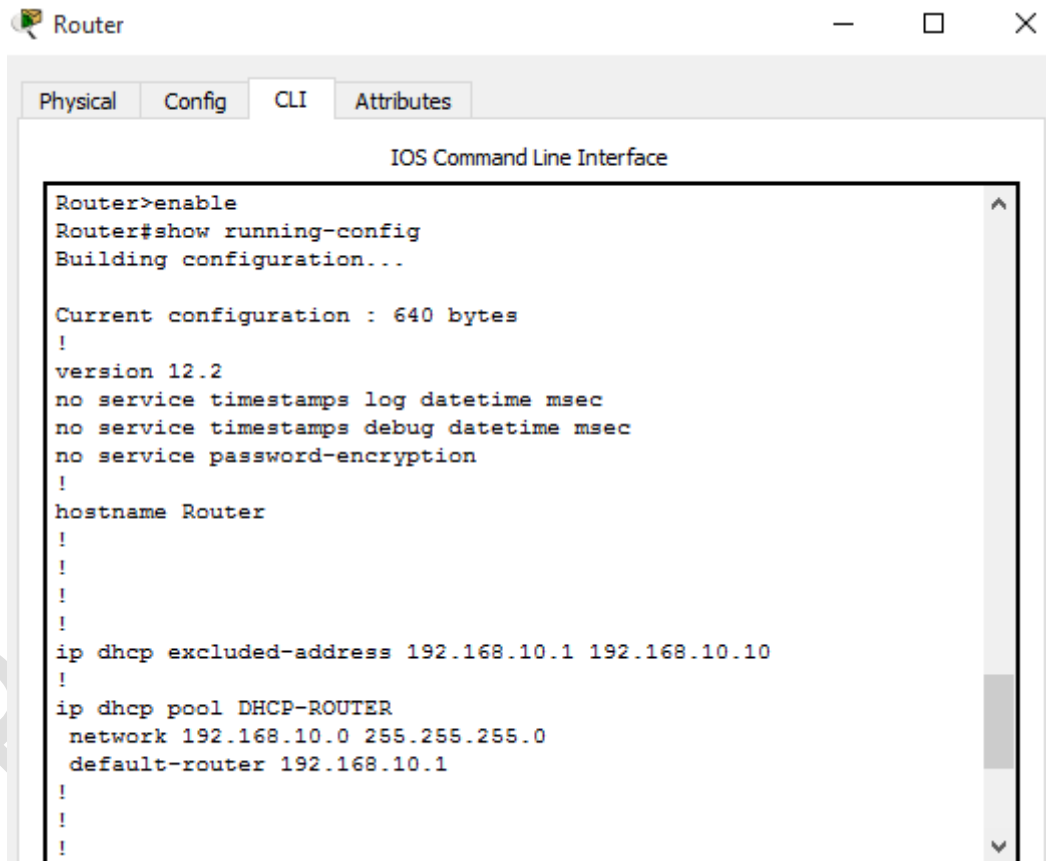 Router
Physical Config CLI Attributes
IOS Command Line Interface
Router>enable
Router#show running-config
Building configuration...
Current configuration : 640 bytes
!
version 12.2
no service timestamps log datetime msec
no service timestamps debug datetime msec
no service password-encryption
!
hostname Router
!
!
!
!
ip dhcp excluded-address 192.168.10.1 192.168.10.10
!
ip dhcp pool DHCP-ROUTER
network 192.168.10.0 255.255.255.0
default-router 192.168.10.1
!
!
!